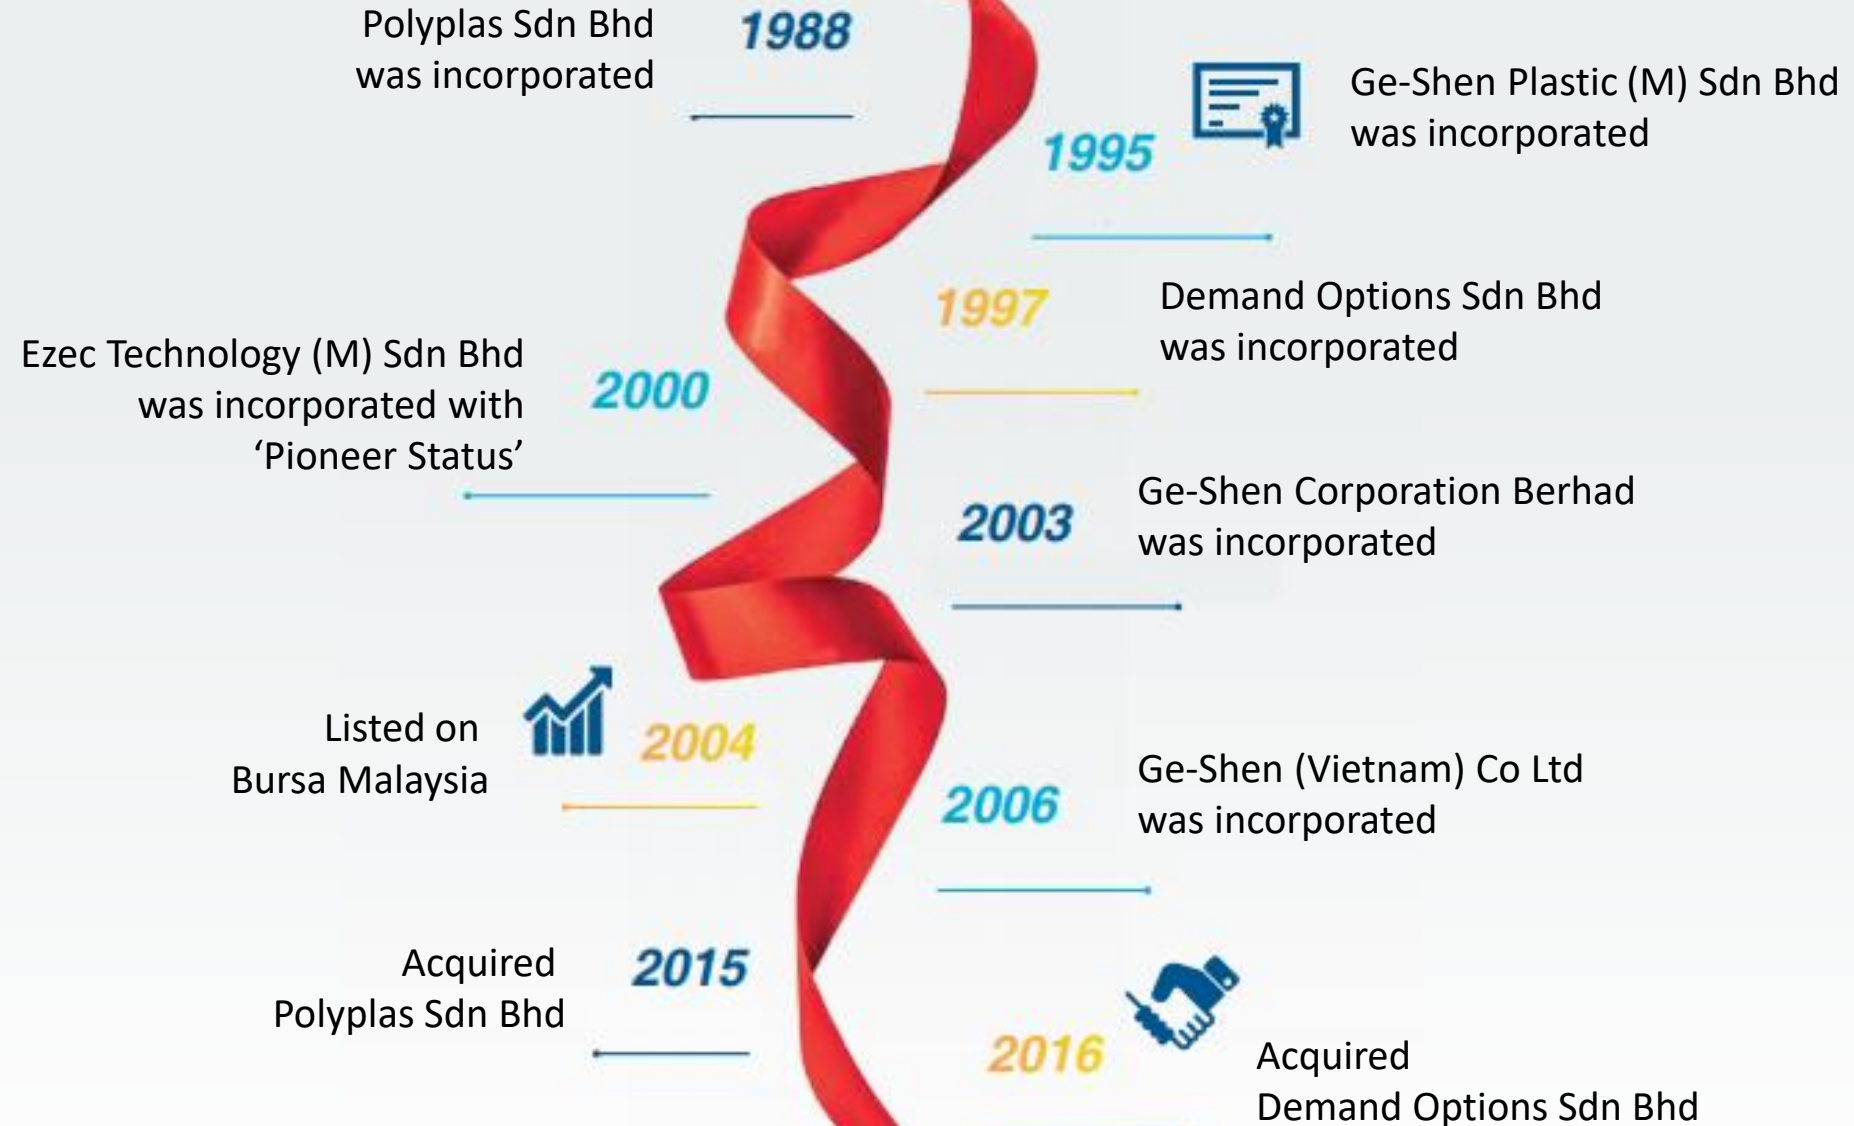 Polyplas Sdn Bhd
was incorporated
1988
Ge-Shen Plastic (M) Sdn Bhd
was incorporated
1995
1997
Demand Options Sdn Bhd
was incorporated
Ezec Technology (M) Sdn Bhd
was incorporated with
‘Pioneer Status’
2000
2003
Ge-Shen Corporation Berhad
was incorporated
Listed on
Bursa Malaysia
2004
2006
Ge-Shen (Vietnam) Co Ltd
was incorporated
Acquired
Polyplas Sdn Bhd
2015
2016
Acquired
Demand Options Sdn Bhd